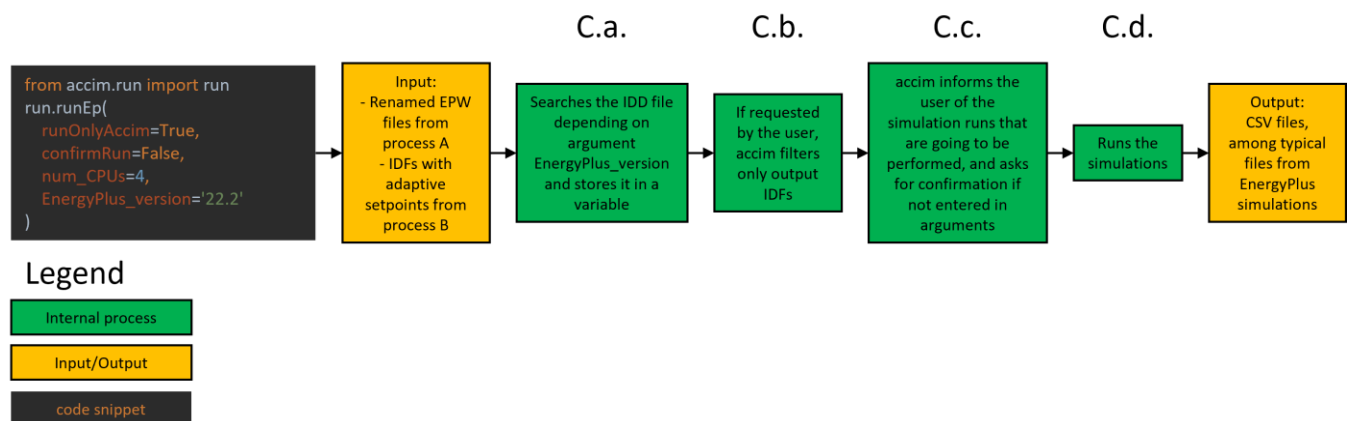 C.a.
C.b.
C.c.
C.d.
from accim.run import run
run.runEp(
runOnlyAccim=True,
confirmRun=False,
num_CPUs=4,
EnergyPlus_version='22.2'
)
Input:
- Renamed EPW
files from
process A
- IDFs with
adaptive
setpoints from
process B
Searches the IDD file
depending on
argument
EnergyPlus_version
and stores it in a
variable
If requested
by the user,
accim filters
only output
IDFs
accim informs the
user of the
simulation runs that
are going to be
performed, and asks
for confirmation if
not entered in
arguments
Runs the
simulations
Output:
CSV files,
among typical
files from
EnergyPlus
simulations
Legend
Internal process
Input/Output
code snippet